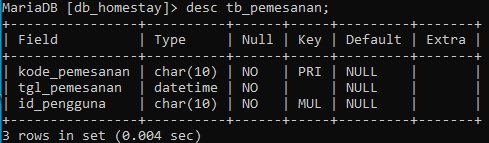 MariaDB [db_homestay]> desc tb_pemesanan;
+----------------+----------+------+-----+---------+-------+
| Field          | Type     | Null | Key | Default | Extra |
+----------------+----------+------+-----+---------+-------+
| kode_pemesanan | char(10) | NO   | PRI | NULL    |       |
| tgl_pemesanan  | datetime | NO   |     | NULL    |       |
| id_pengguna    | char(10) | NO   | MUL | NULL    |       |
+----------------+----------+------+-----+---------+-------+
3 rows in set (0.004 sec)